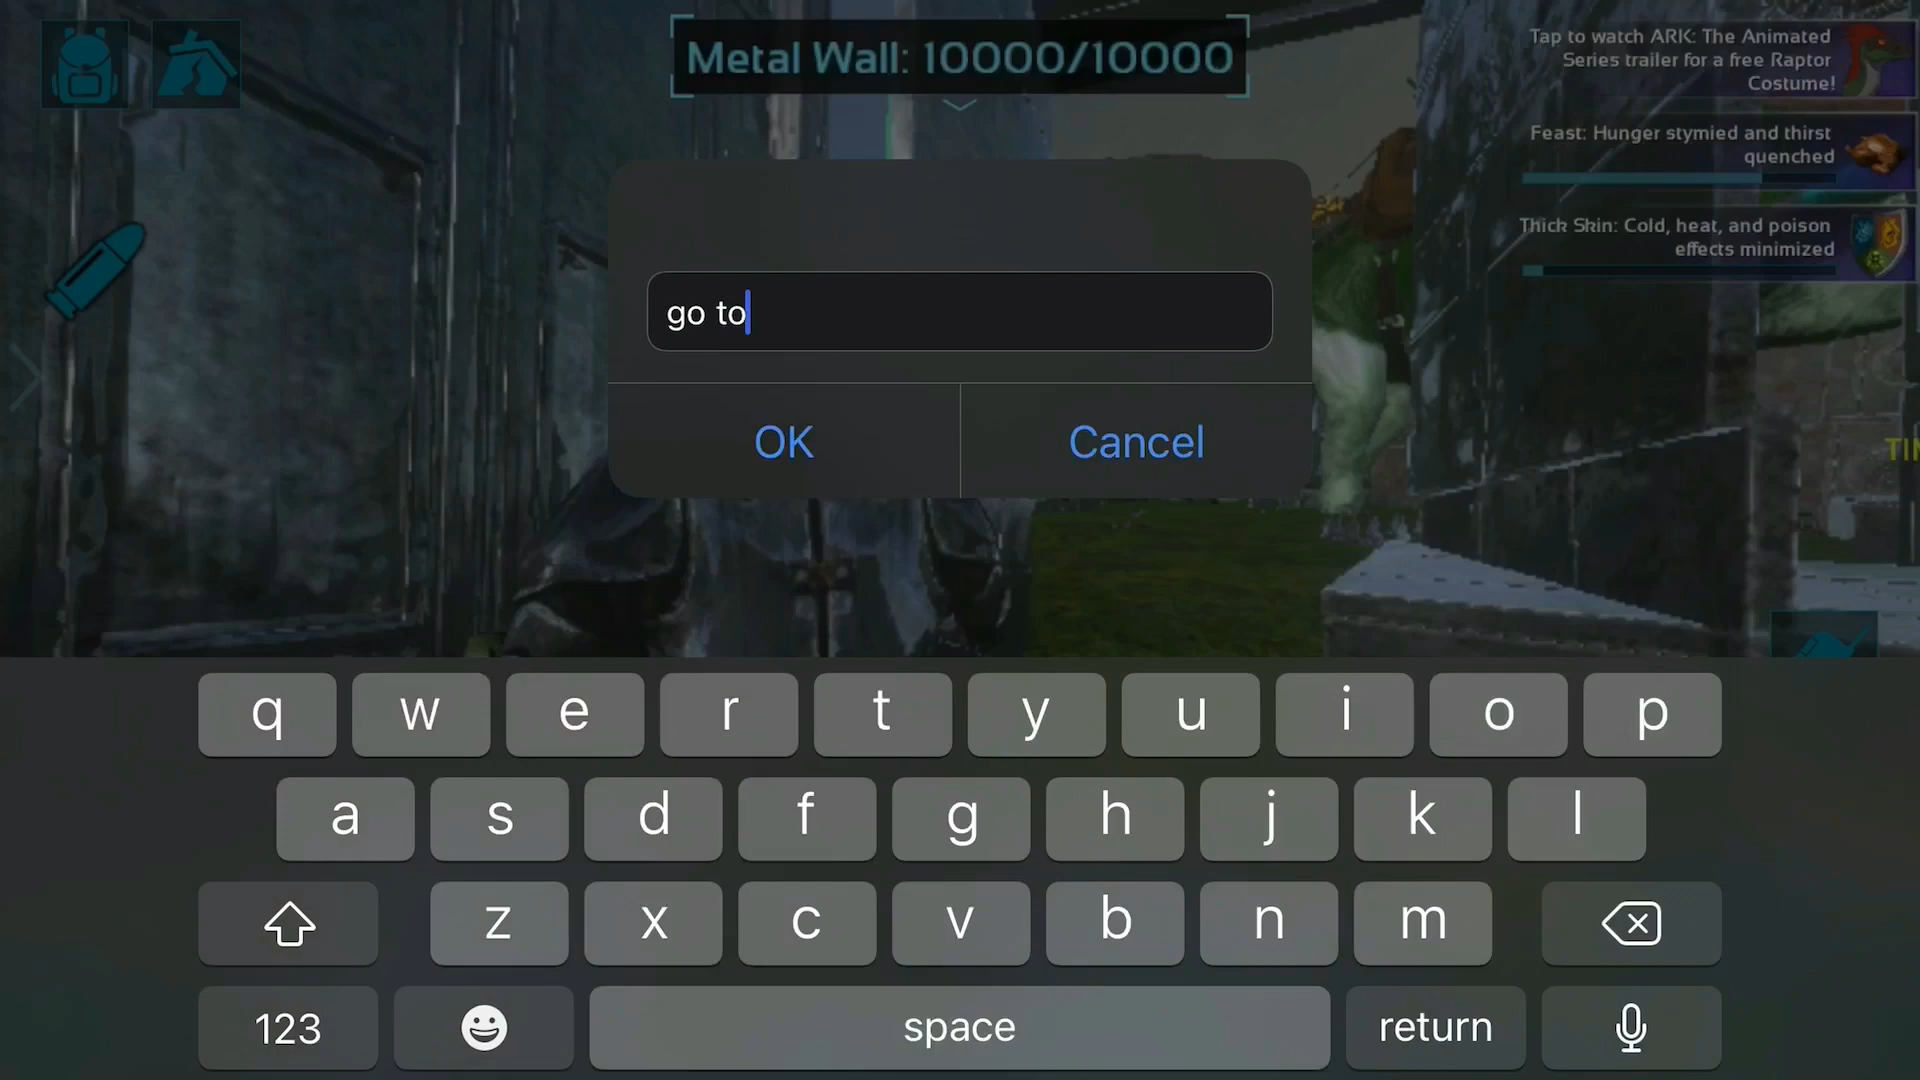 Metal Wall: 10000/10000
Tap to watch ARK: The Animated
Series trailer for a free Raptor
Costume!
Feast: Hunger stymied and thirst
quenched
Thick Skin: Cold, heat, and poison
effects minimized
go to
OK
Cancel
q w e r t y u i o p
a s d f g h j k l
z x c v b n m
123
space
return